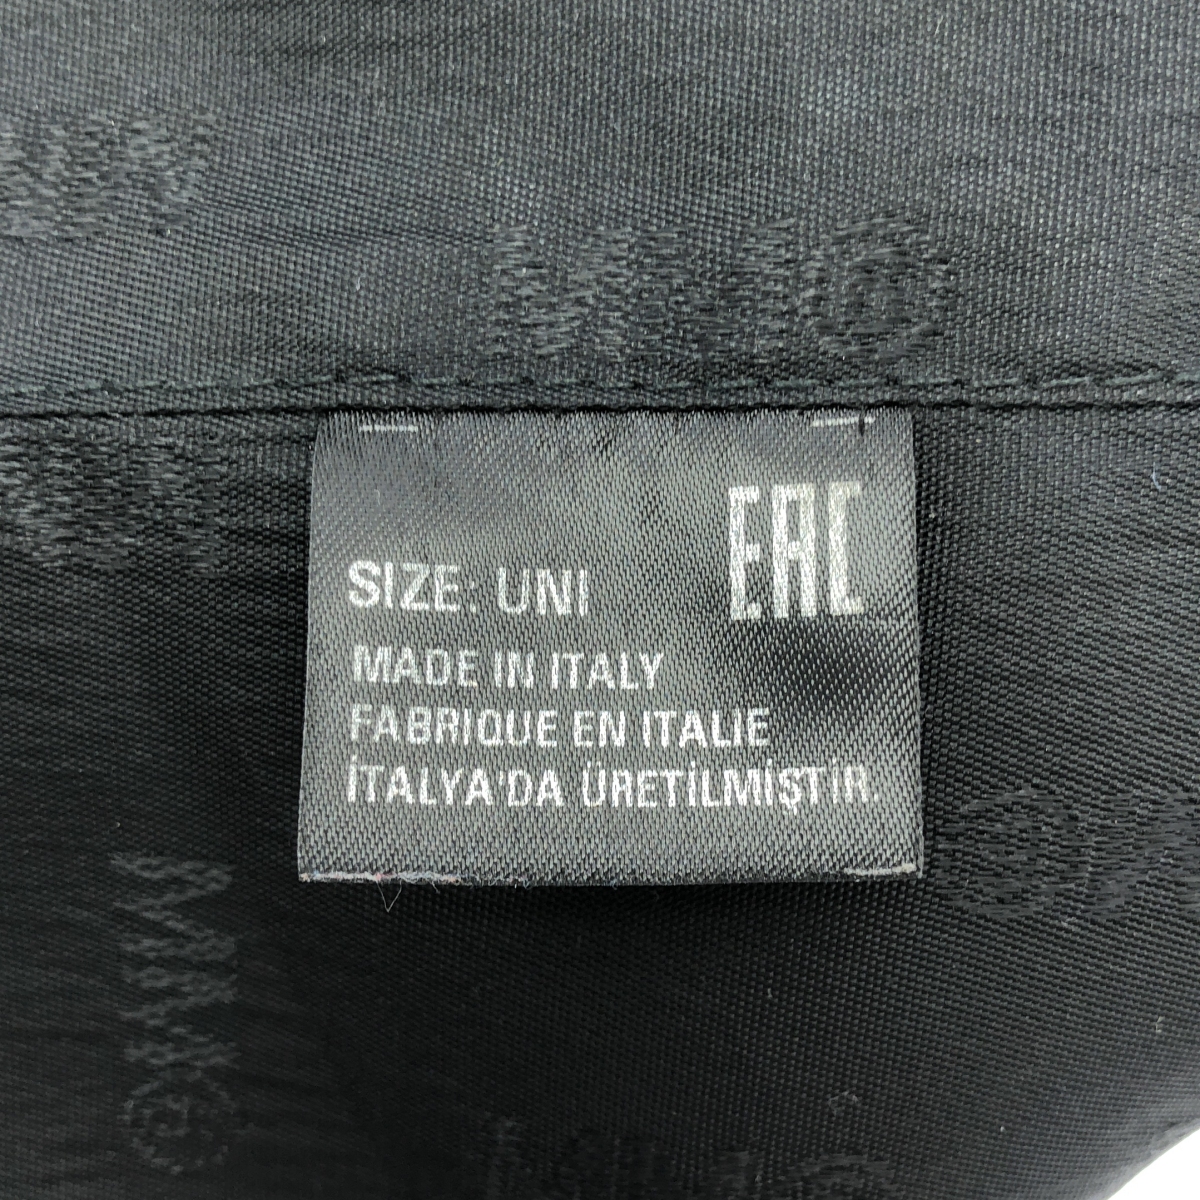 EAC
SIZE: UNI
MADE IN ITALY
FABRIQUE EN ITALIE
İTALYA'DA ÜRETİLMİŞTİR.